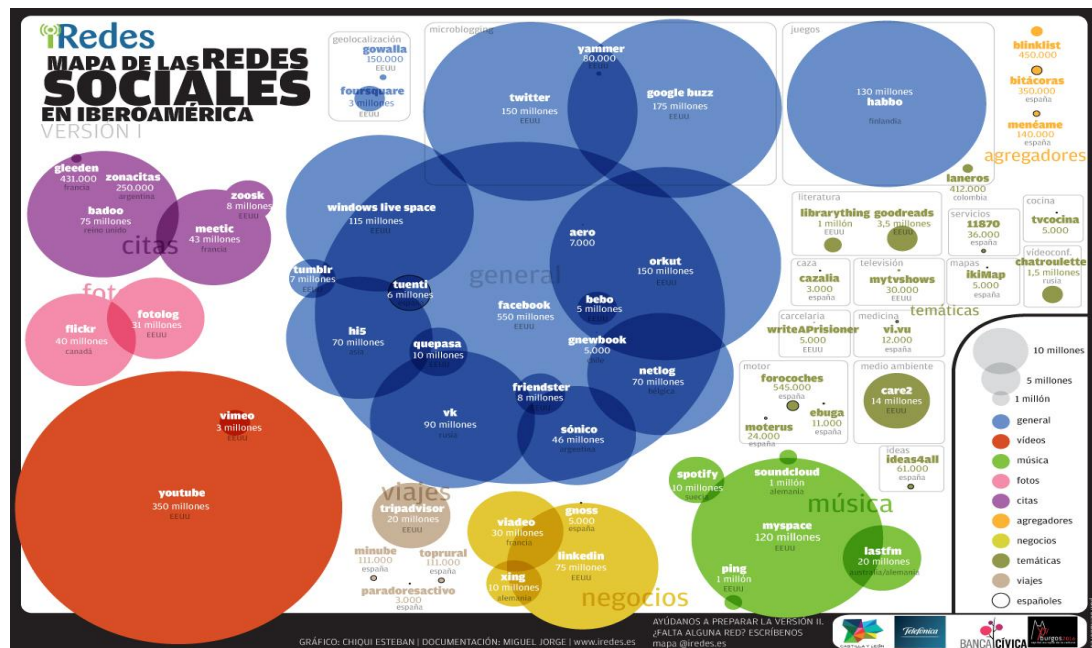 iRedes
MAPA DE LAS REDES
SOCIALES
EN IBEROAMÉRICA
VERSIÓN I
geolocalización
gowalla
150.000
EEUU
foursquare
3 millones
EEUU
microblogging
twitter
150 millones
EEUU
yammer
80.000
EEUU
google buzz
175 millones
EEUU
juegos
130 millones
habbo
finlandia
blinklist
450.000
bitácoras
350.000
españa
menéame
140.000
españa
agregadores
gleeden
431.000
francia
zonacitas
250.000
argentina
badoo
75 millones
reino unido
zoosk
8 millones
EEUU
meetic
43 millones
francia
citas
fotolog
31 millones
EEUU
flickr
40 millones
canadá
windows live space
115 millones
EEUU
aero
7.000
general
orkut
150 millones
EEUU
tumblr
7 millones
EEUU
tuenti
6 millones
facebook
550 millones
EEUU
bebo
5 millones
EEUU
hi5
70 millones
quepasa
10 millones
EEUU
gnewbook
5.000
chile
netlog
70 millones
belgica
friendster
8 millones
vk
90 millones
rusia
sónico
46 millones
argentina
laneros
412.000
colombia
literatura
librarything
1 millón
EEUU
goodreads
3,5 millones
EEUU
servicios
11870
36.000
españa
cocina
tvcocina
5.000
caza
cazalia
3.000
españa
televisión
mytvshows
30.000
EEUU
mapas
ikiMap
5.000
españa
vídeoconf.
chatroulette
1,5 millones
rusia
temáticas
carcelaria
writeAPrisioner
5.000
EEUU
medicina
vi.vu
12.000
españa
motor
forocoches
545.000
españa
moterus
24.000
españa
ebuga
11.000
españa
medio ambiente
care2
14 millones
EEUU
ideas
ideas4all
61.000
españa
vimeo
3 millones
EEUU
youtube
350 millones
EEUU
viajes
tripadvisor
20 millones
EEUU
minube
111.000
españa
toprural
111.000
españa
paradoresactivo
3.000
españa
viadeo
30 millones
francia
gnoss
5.000
españa
linkedin
75 millones
EEUU
xing
10 millones
alemania
negocios
spotify
10 millones
suecia
soundcloud
1 millón
alemania
música
myspace
120 millones
EEUU
lastfm
20 millones
australia/alemania
ping
1 millón
EEUU
10 millones
5 millones
1 millón
general
vídeos
música
fotos
citas
agregadores
negocios
temáticas
viajes
españoles
GRÁFICO: CHIQUI ESTEBAN | DOCUMENTACIÓN: MIGUEL JORGE | www.iredes.es
AYÚDANOS A PREPARAR LA VERSIÓN II.
¿FALTA ALGUNA RED? ESCRÍBENOS
mapa @iredes.es
CASTILLA Y LEÓN
Telefónica
BANCA CÍVICA
burgos2016